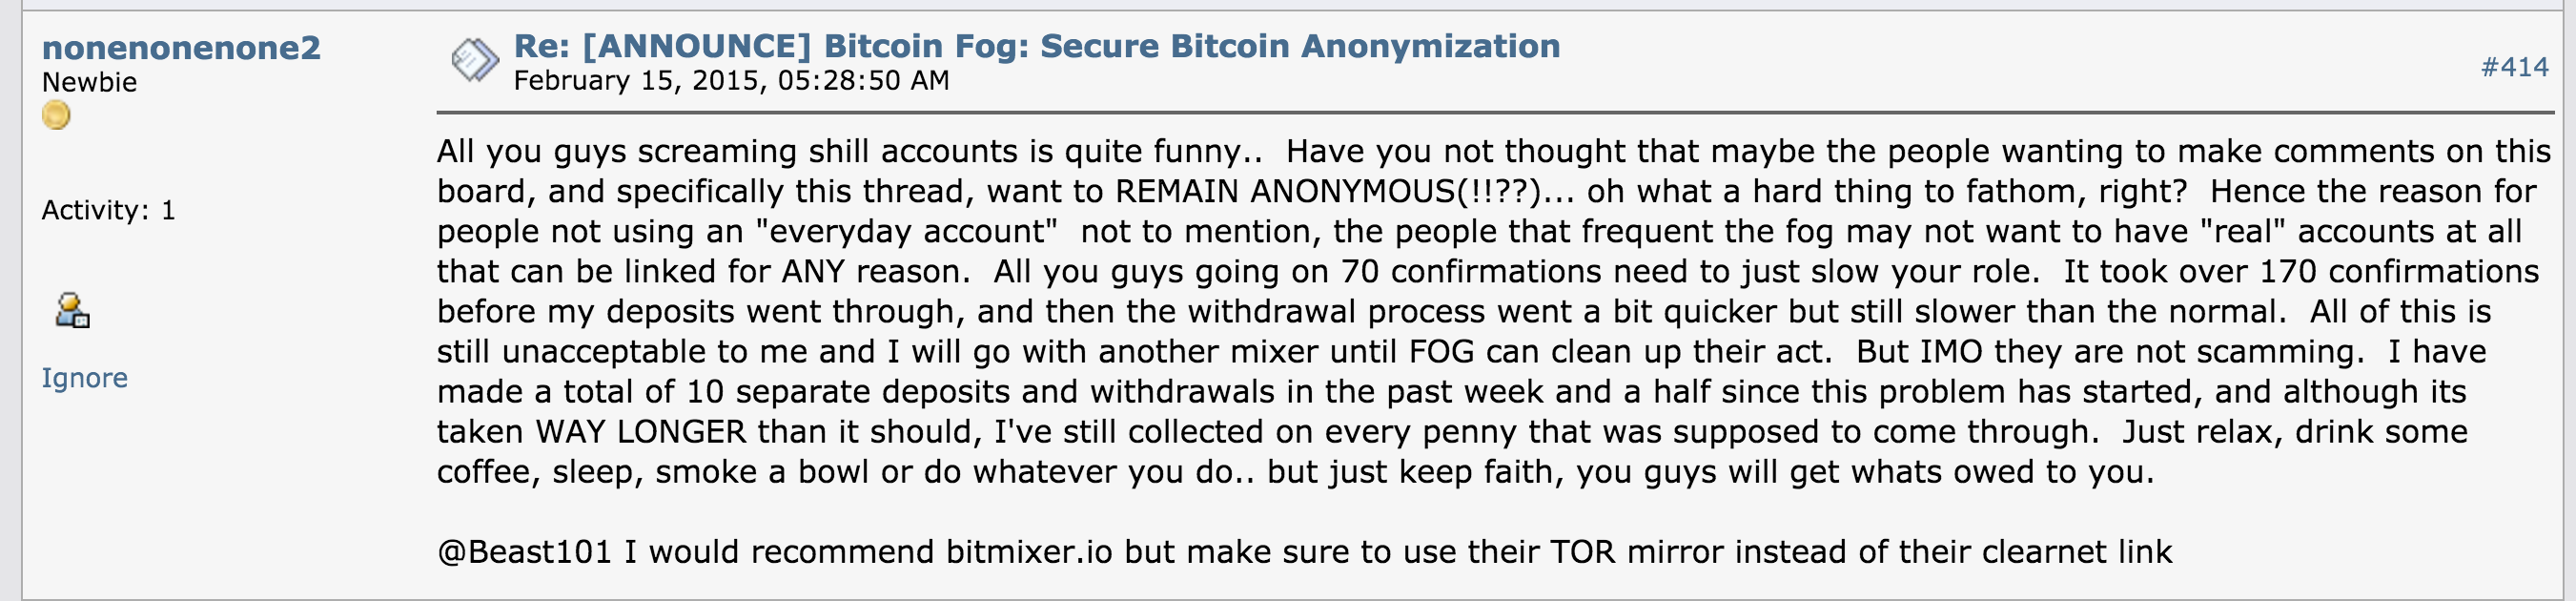 nonenonenone2
Newbie
Activity: 1
Ignore
Re: [ANNOUNCE] Bitcoin Fog: Secure Bitcoin Anonymization
February 15, 2015, 05:28:50 AM
#414
All you guys screaming shill accounts is quite funny..  Have you not thought that maybe the people wanting to make comments on this
board, and specifically this thread, want to REMAIN ANONYMOUS(!!??)... oh what a hard thing to fathom, right?  Hence the reason for
people not using an "everyday account"  not to mention, the people that frequent the fog may not want to have "real" accounts at all
that can be linked for ANY reason.  All you guys going on 70 confirmations need to just slow your role.  It took over 170 confirmations
before my deposits went through, and then the withdrawal process went a bit quicker but still slower than the normal.  All of this is
still unacceptable to me and I will go with another mixer until FOG can clean up their act.  But IMO they are not scamming.  I have
made a total of 10 separate deposits and withdrawals in the past week and a half since this problem has started, and although its
taken WAY LONGER than it should, I've still collected on every penny that was supposed to come through.  Just relax, drink some
coffee, sleep, smoke a bowl or do whatever you do.. but just keep faith, you guys will get whats owed to you.
@Beast101 I would recommend bitmixer.io but make sure to use their TOR mirror instead of their clearnet link